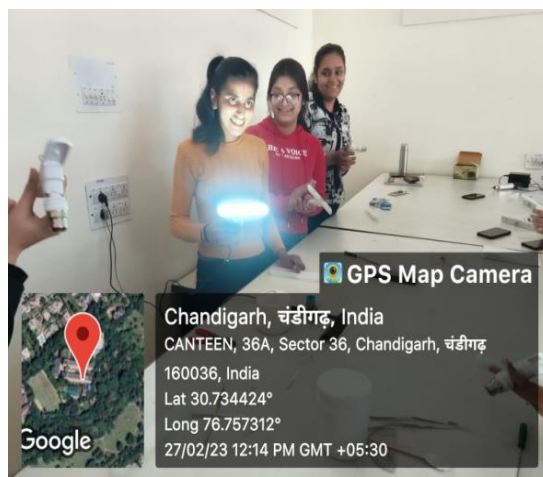 GPS Map Camera
Chandigarh, चंडीगढ़, India
CANTEEN, 36A, Sector 36, Chandigarh, चंडीगढ़
160036, India
Lat 30.734424°
Long 76.757312°
27/02/23 12:14 PM GMT +05:30
Google